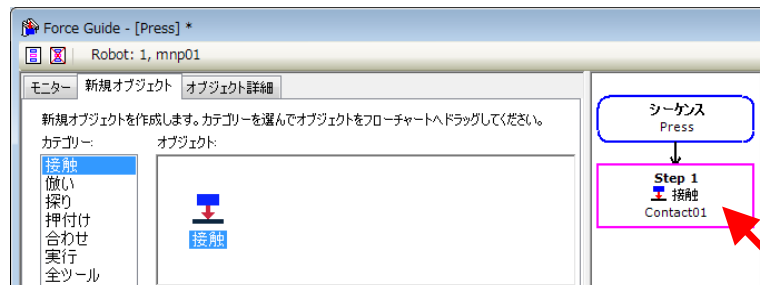 Force Guide - [Press] *
Robot: 1, mnp01
モニター 新規オブジェクト オブジェクト詳細
新規オブジェクトを作成します。カテゴリーを選んでオブジェクトをフローチャートへドラッグしてください。
カテゴリー: オブジェクト:
接触
倣い
探り
押付け
合わせ
実行
全ツール
接触
シーケンス
Press
Step 1
接触
Contact01